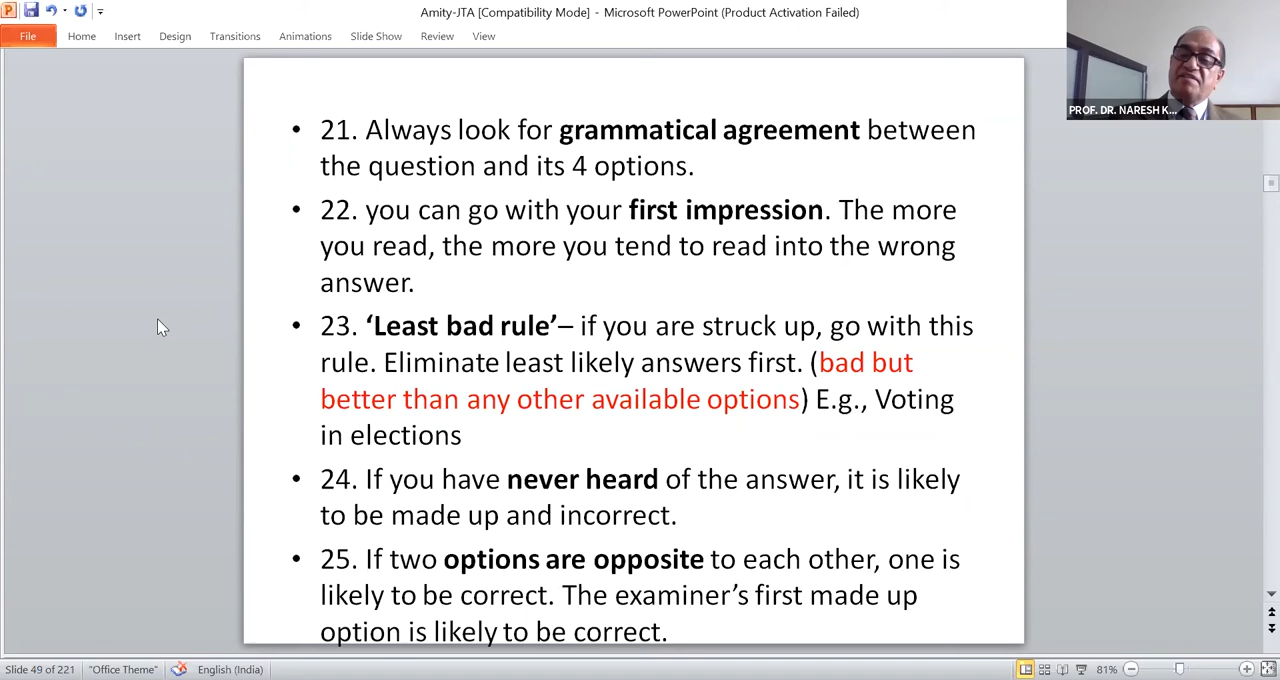 Amity-JTA [Compatibility Mode] - Microsoft PowerPoint (Product Activation Failed)
File Home Insert Design Transitions Animations Slide Show Review View
PROF. DR. NARESH K...
• 21. Always look for grammatical agreement between
the question and its 4 options.
• 22. you can go with your first impression. The more
you read, the more you tend to read into the wrong
answer.
• 23. ‘Least bad rule’– if you are struck up, go with this
rule. Eliminate least likely answers first. (bad but
better than any other available options) E.g., Voting
in elections
• 24. If you have never heard of the answer, it is likely
to be made up and incorrect.
• 25. If two options are opposite to each other, one is
likely to be correct. The examiner’s first made up
option is likely to be correct.
Slide 49 of 221 "Office Theme" English (India) 81%